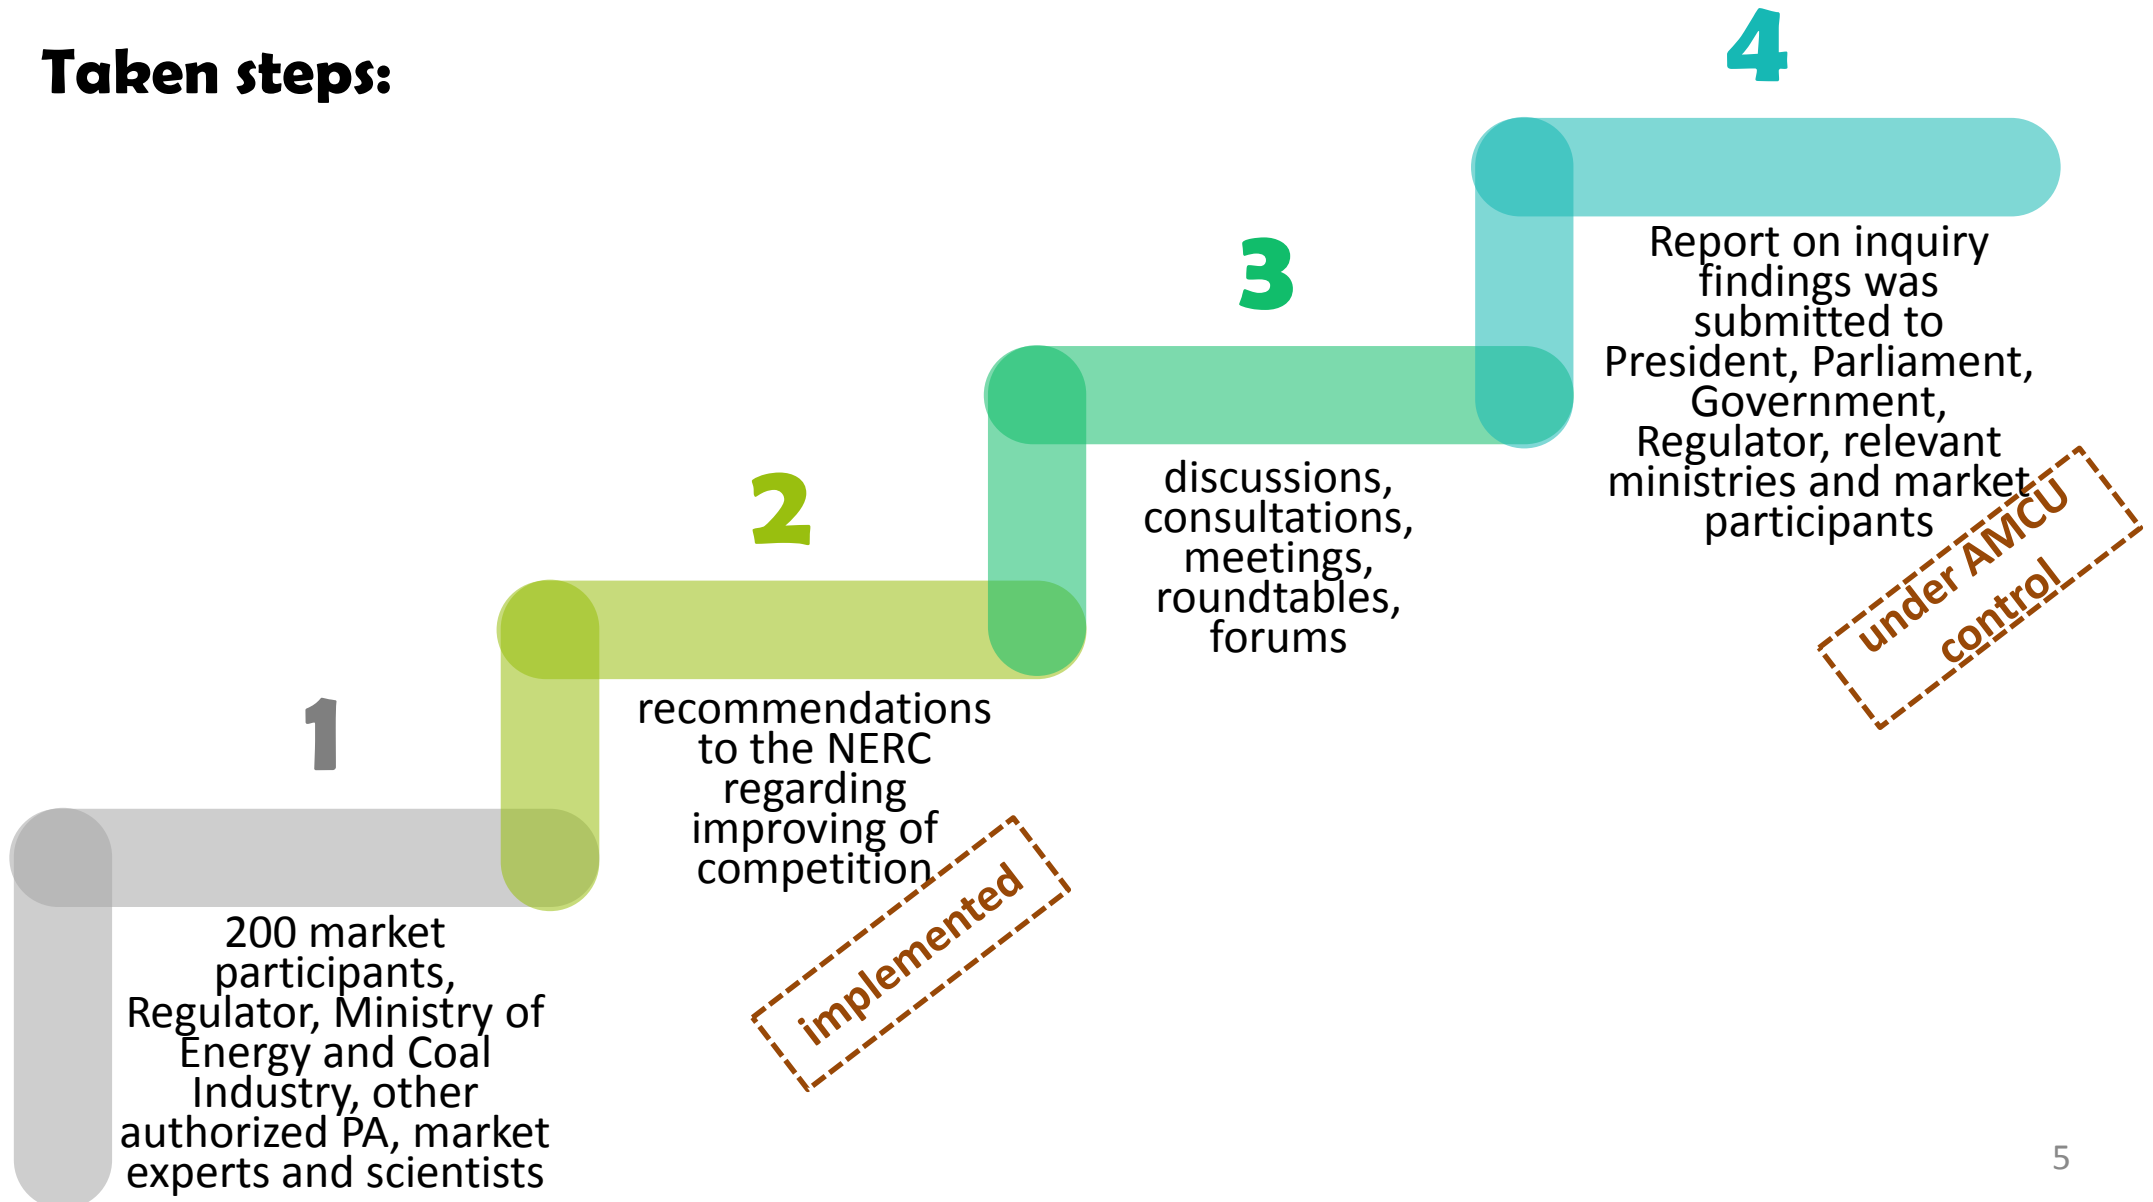 Taken steps:
1
200 market
participants,
Regulator, Ministry of
Energy and Coal
Industry, other
authorized PA, market
experts and scientists
2
recommendations
to the NERC
regarding
improving of
competition
implemented
3
discussions,
consultations,
meetings,
roundtables,
forums
4
Report on inquiry
findings was
submitted to
President, Parliament,
Government,
Regulator, relevant
ministries and market
participants
under AMCU
control
5